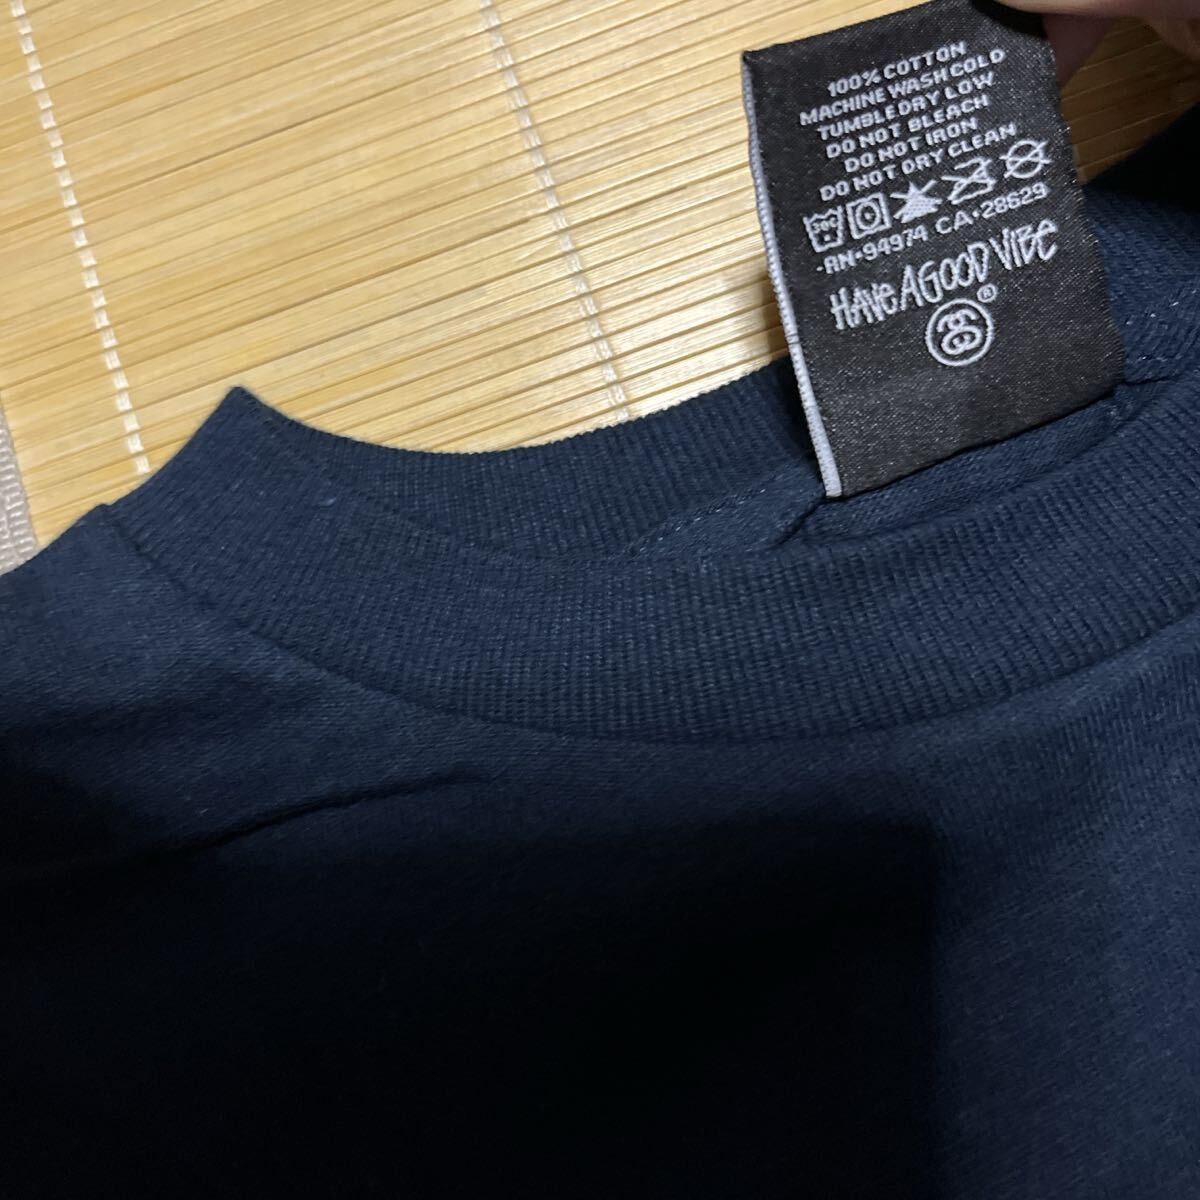 100% COTTON
MACHINE WASH COLD
TUMBLE DRY LOW
DO NOT BLEACH
DO NOT IRON
DO NOT DRY CLEAN
30C
RN•94974 CA•28629
HAVE A GOOD VIBE
®